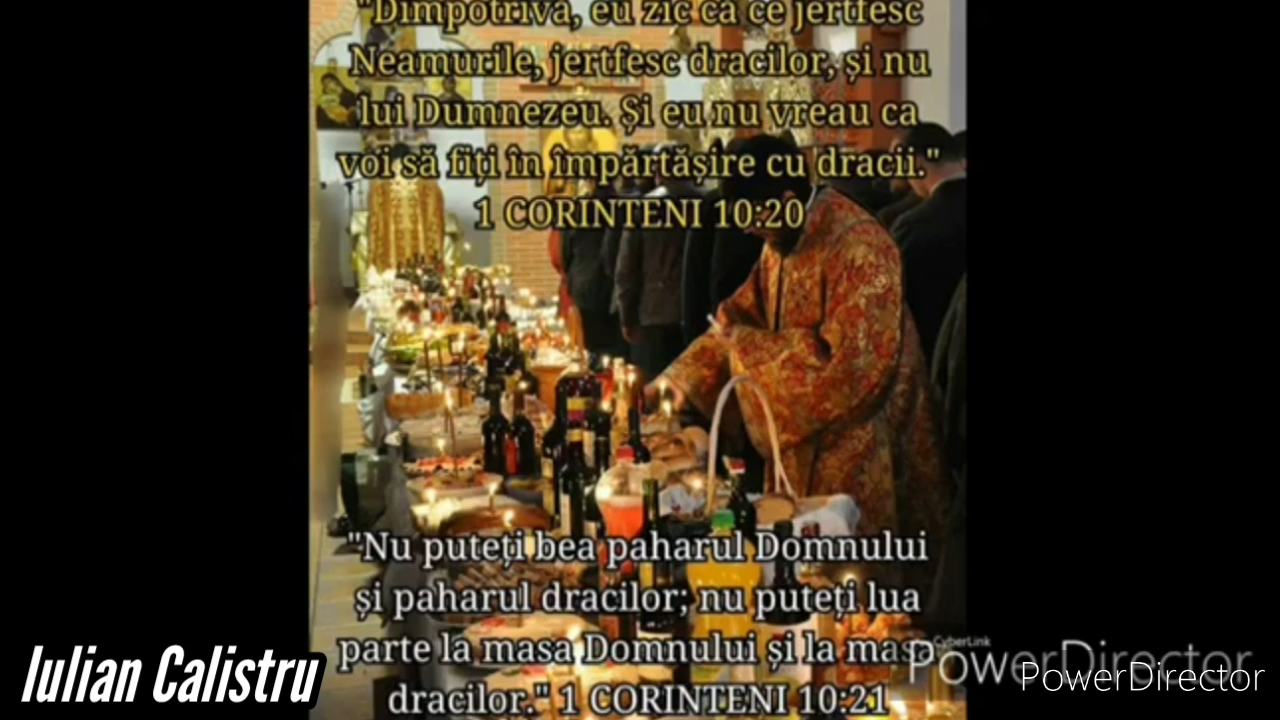 "Dimpotrivă, eu zic că ce jertfesc
Neamurile, jertfesc dracilor, și nu
lui Dumnezeu. Și eu nu vreau ca
voi să fiți în împărtășire cu dracii."
1 CORINTENI 10:20
"Nu puteți bea paharul Domnului
și paharul dracilor; nu puteți lua
parte la masa Domnului și la masa
dracilor." 1 CORINTENI 10:21
Iulian Calistru
CyberLink
PowerDirector
PowerDirector